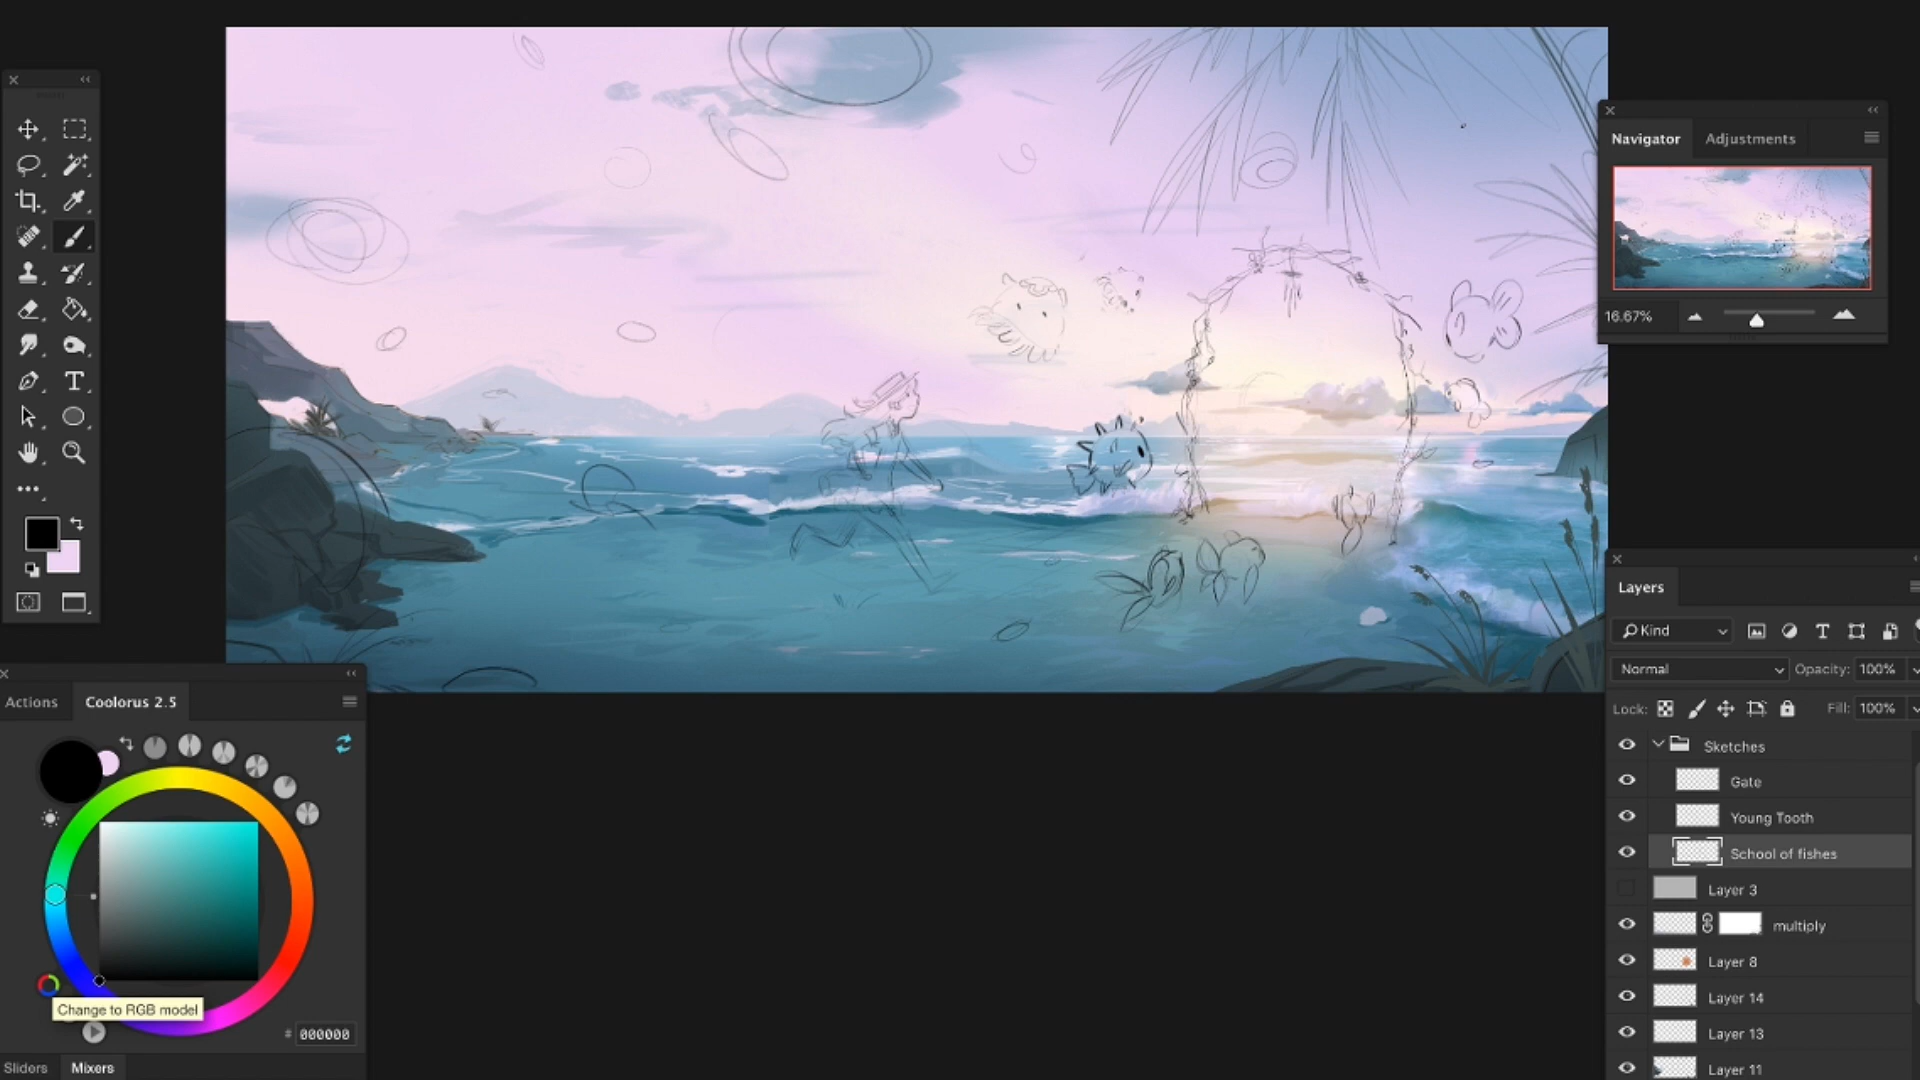 Navigator
Adjustments
16.67%
Layers
Kind
Normal
Opacity: 100%
Lock:
Fill: 100%
Sketches
Gate
Young Tooth
School of fishes
Layer 3
multiply
Layer 8
Layer 14
Layer 13
Layer 11
Actions
Coolorus 2.5
Change to RGB model
# 000000
Sliders
Mixers